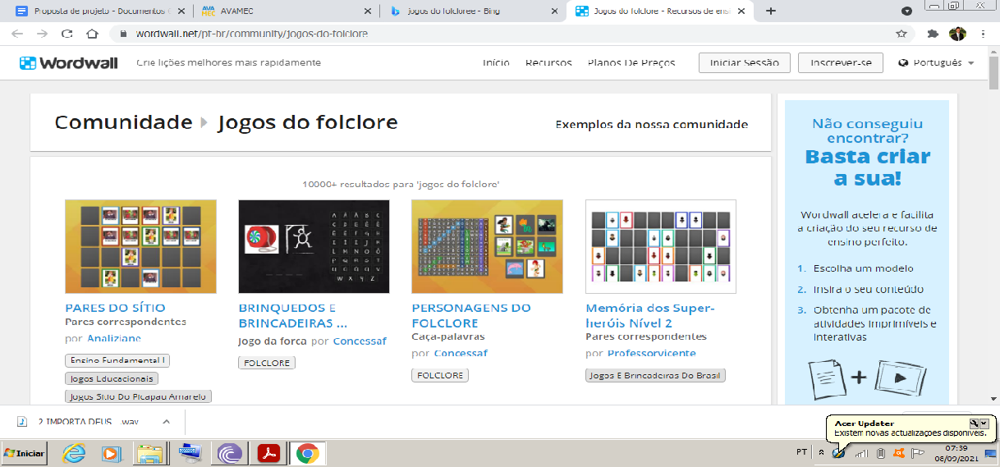 Proposta de projeto - Documentos
AVAMEC
jogos do folcloree - Bing
Jogos do folclore - Recursos de ensi
wordwall.net/pt-br/community/jogos-do-folclore
Wordwall
Crie lições melhores mais rapidamente
Início
Recursos
Planos De Preços
Iniciar Sessão
Inscrever-se
Português
Comunidade
Jogos do folclore
Exemplos da nossa comunidade
10000+ resultados para 'jogos do folclore'
PARES DO SÍTIO
Pares correspondentes
por Analiziane
Ensino Fundamental I
Jogos Educacionais
Jogos Sítio Do Picapau Amarelo
BRINQUEDOS E
BRINCADEIRAS ...
Jogo da forca por Concessaf
FOLCLORE
PERSONAGENS DO
FOLCLORE
Caça-palavras
por Concessaf
FOLCLORE
Memória dos Super-
heróis Nível 2
Pares correspondentes
por Professorvicente
Jogos E Brincadeiras Do Brasil
Não conseguiu
encontrar?
Basta criar
a sua!
Wordwall acelera e facilita
a criação do seu recurso de
ensino perfeito.
1. Escolha um modelo
2. Insira o seu conteúdo
3. Obtenha um pacote de
atividades imprimíveis e
interativas
2 IMPORTA DEUS ....wav
Acer Updater
Existem novas actualizações disponíveis.
Iniciar
PT
07:39
08/09/2021